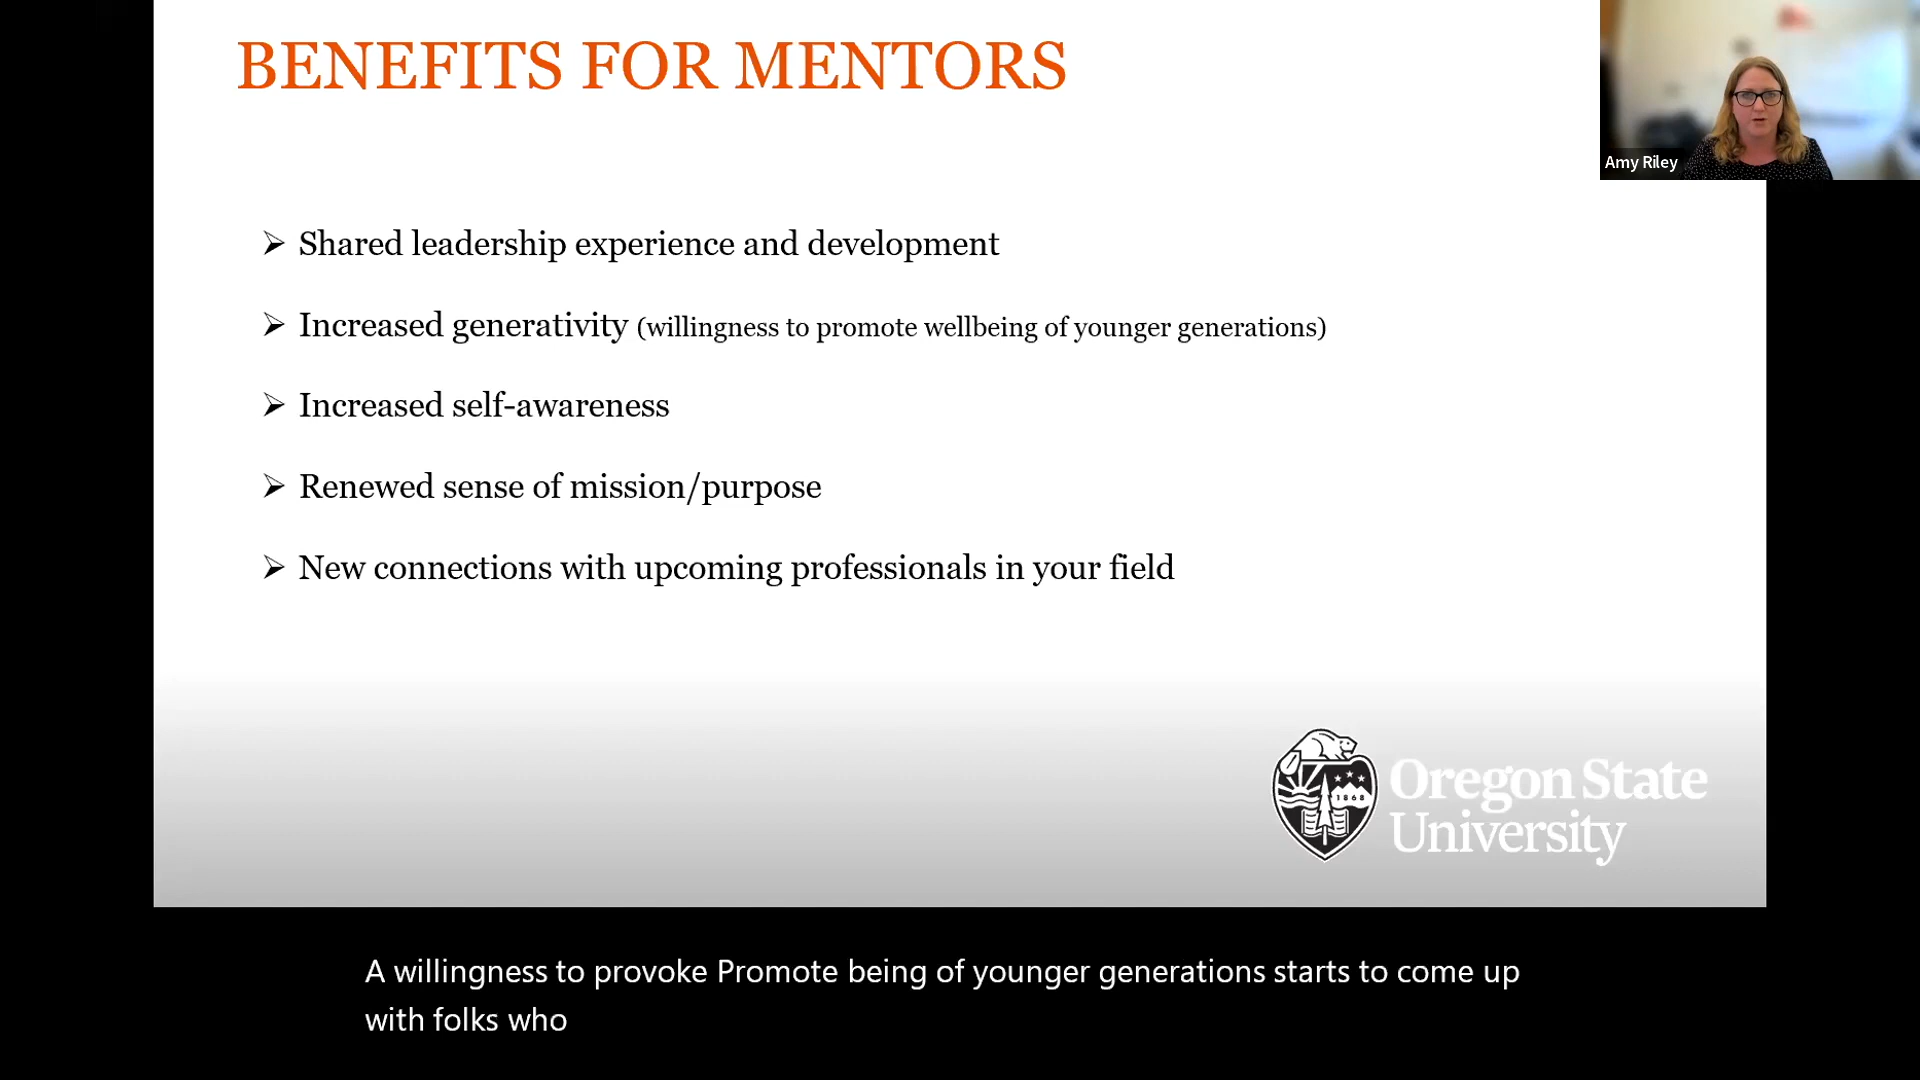 BENEFITS FOR MENTORS
Amy Riley
➢ Shared leadership experience and development
➢ Increased generativity (willingness to promote wellbeing of younger generations)
➢ Increased self-awareness
➢ Renewed sense of mission/purpose
➢ New connections with upcoming professionals in your field
1868
Oregon State
University
A willingness to provoke Promote being of younger generations starts to come up
with folks who